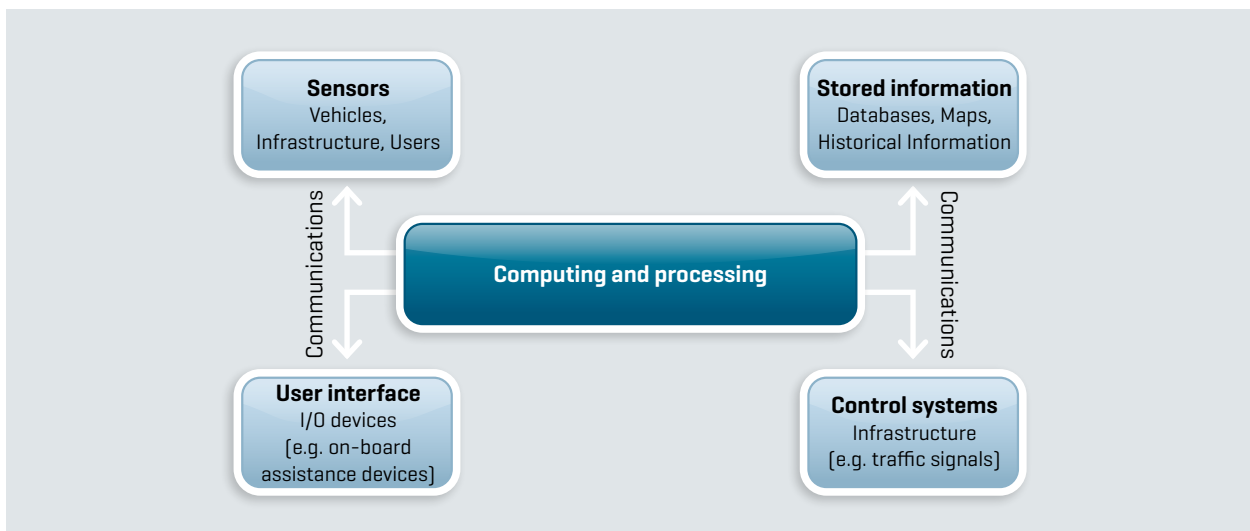 Sensors
Vehicles,
Infrastructure, Users
Stored information
Databases, Maps,
Historical Information
Communications
Computing and processing
Communications
User interface
I/O devices
(e.g. on-board
assistance devices)
Control systems
Infrastructure
(e.g. traffic signals)